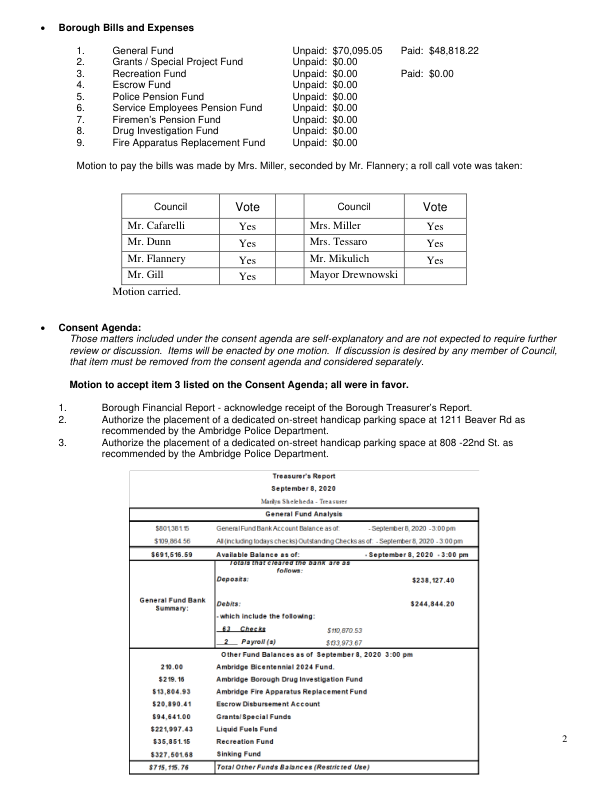 • Borough Bills and Expenses
1. General Fund Unpaid: $70,095.05 Paid: $48,818.22
2. Grants / Special Project Fund Unpaid: $0.00
3. Recreation Fund Unpaid: $0.00 Paid: $0.00
4. Escrow Fund Unpaid: $0.00
5. Police Pension Fund Unpaid: $0.00
6. Service Employees Pension Fund Unpaid: $0.00
7. Firemen's Pension Fund Unpaid: $0.00
8. Drug Investigation Fund Unpaid: $0.00
9. Fire Apparatus Replacement Fund Unpaid: $0.00
Motion to pay the bills was made by Mrs. Miller, seconded by Mr. Flannery; a roll call vote was taken:
Council Vote Council Vote
Mr. Cafarelli Yes Mrs. Miller Yes
Mr. Dunn Yes Mrs. Tessaro Yes
Mr. Flannery Yes Mr. Mikulich Yes
Mr. Gill Yes Mayor Drewnowski
Motion carried.
• Consent Agenda:
Those matters included under the consent agenda are self-explanatory and are not expected to require further
review or discussion. Items will be enacted by one motion. If discussion is desired by any member of Council,
that item must be removed from the consent agenda and considered separately.
Motion to accept item 3 listed on the Consent Agenda; all were in favor.
1. Borough Financial Report - acknowledge receipt of the Borough Treasurer's Report.
2. Authorize the placement of a dedicated on-street handicap parking space at 1211 Beaver Rd as
recommended by the Ambridge Police Department.
3. Authorize the placement of a dedicated on-street handicap parking space at 808 -22nd St. as
recommended by the Ambridge Police Department.
Treasurer's Report
September 8, 2020
Marilyn Sheleheda - Treasurer
General Fund Analysis
$801,381.15 General Fund Bank Account Balance as of: - September 8, 2020 - 3:00 pm
$109,864.56 All (including todays checks) Outstanding Checks as of: - September 8, 2020 - 3:00 pm
$691,516.59 Available Balance as of: - September 8, 2020 - 3:00 pm
Totals that cleared the bank are as
follows:
Deposits: $238,127.40
General Fund Bank
Summary:
Debits: $244,844.20
- which include the following:
63 Checks $110,870.53
2 Payroll (s) $133,973.67
Other Fund Balances as of September 8, 2020 3:00 pm
210.00 Ambridge Bicentennial 2024 Fund.
$219.16 Ambridge Borough Drug Investigation Fund
$13,804.93 Ambridge Fire Apparatus Replacement Fund
$20,890.41 Escrow Disbursement Account
$94,641.00 Grants/Special Funds
$221,997.43 Liquid Fuels Fund
$35,851.15 Recreation Fund
$327,501.68 Sinking Fund
$715,115.76 Total Other Funds Balances (Restricted Use)
2